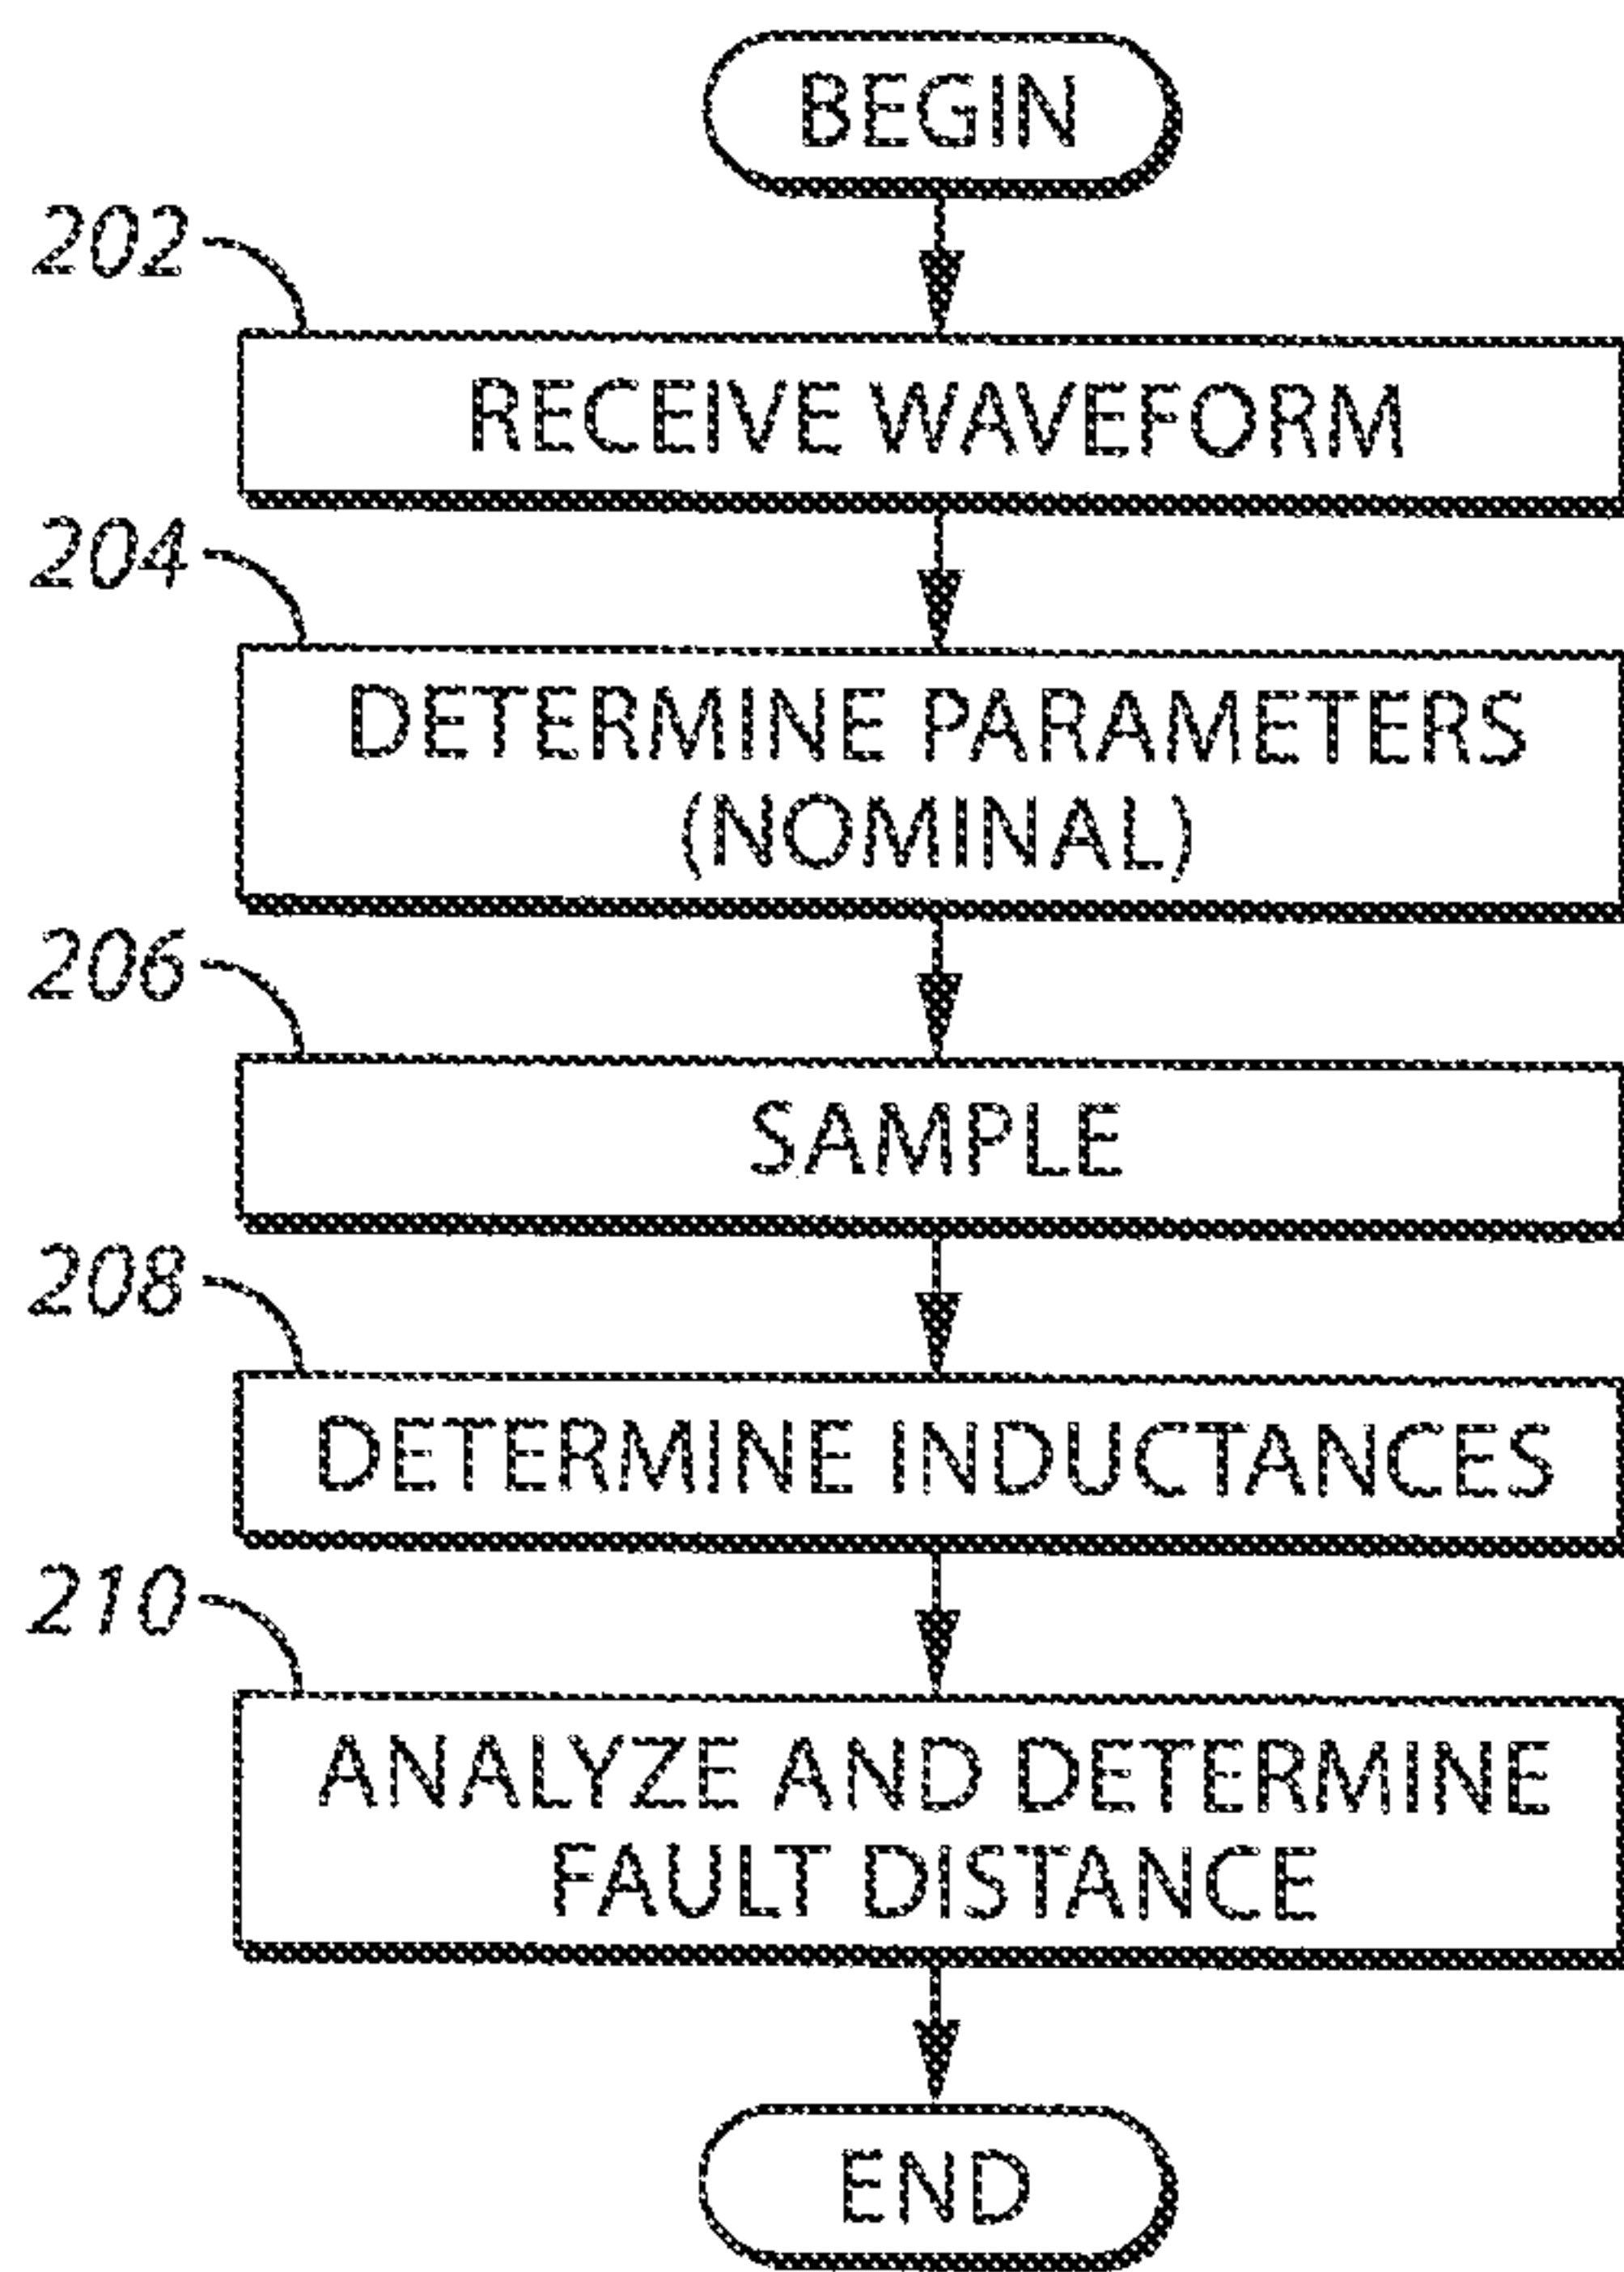 BEGIN
202
RECEIVE WAVEFORM
204
DETERMINE PARAMETERS
(NOMINAL)
206
SAMPLE
208
DETERMINE INDUCTANCES
210
ANALYZE AND DETERMINE
FAULT DISTANCE
END